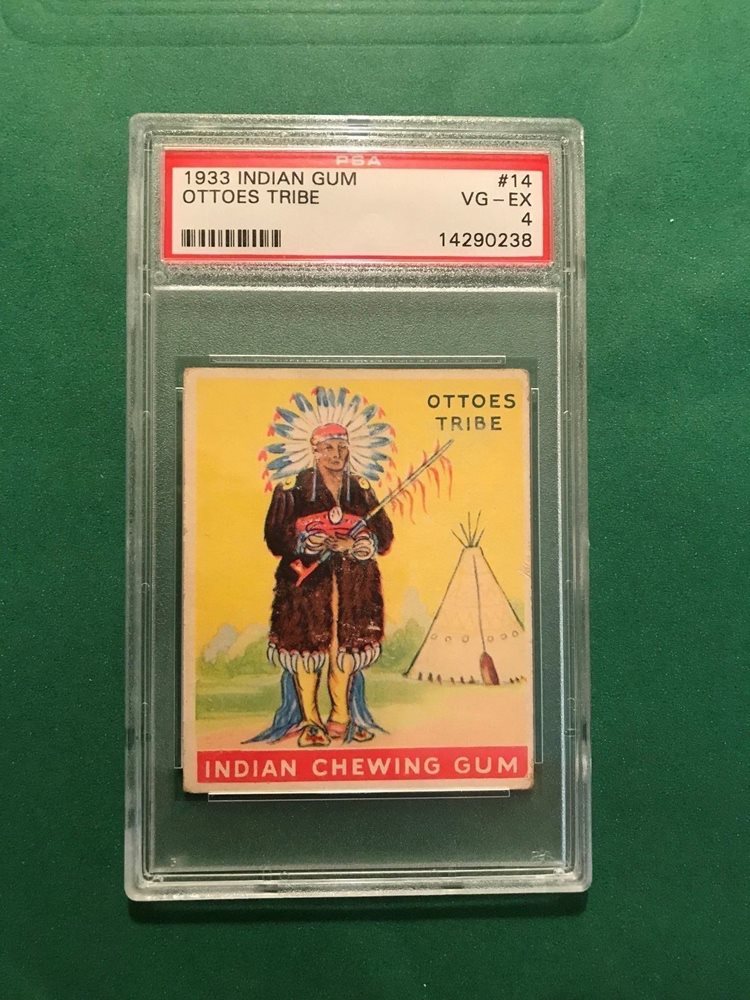 PSA
1933 INDIAN GUM #14
OTTOES TRIBE VG-EX
4
14290238
OTTOES
TRIBE
INDIAN CHEWING GUM